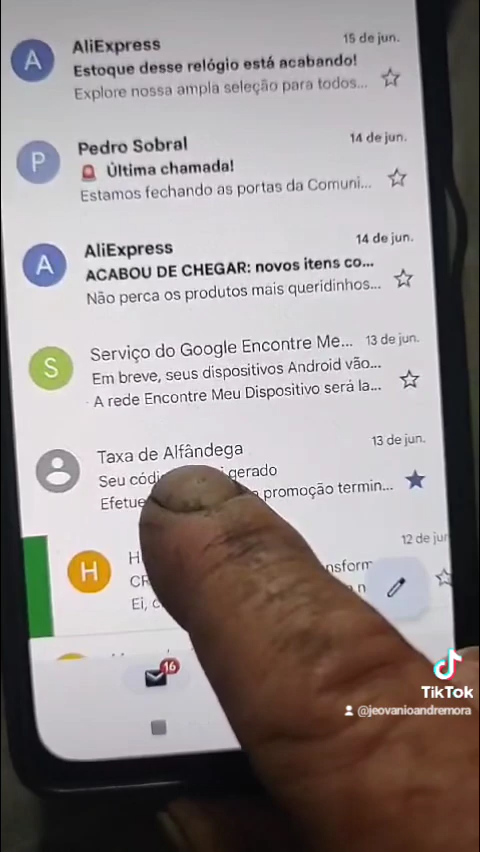 A
AliExpress
15 de jun.
Estoque desse relógio está acabando!
Explore nossa ampla seleção para todos...
P
Pedro Sobral
14 de jun.
🚨 Última chamada!
Estamos fechando as portas da Comuni...
A
AliExpress
14 de jun.
ACABOU DE CHEGAR: novos itens co...
Não perca os produtos mais queridinhos...
S
Serviço do Google Encontre Me...
13 de jun.
Em breve, seus dispositivos Android vão...
A rede Encontre Meu Dispositivo será la...
Taxa de Alfândega
13 de jun.
Seu gerado
promoção termin...
H
12 de jun
Ei,
16
TikTok
@jeovanioandremora